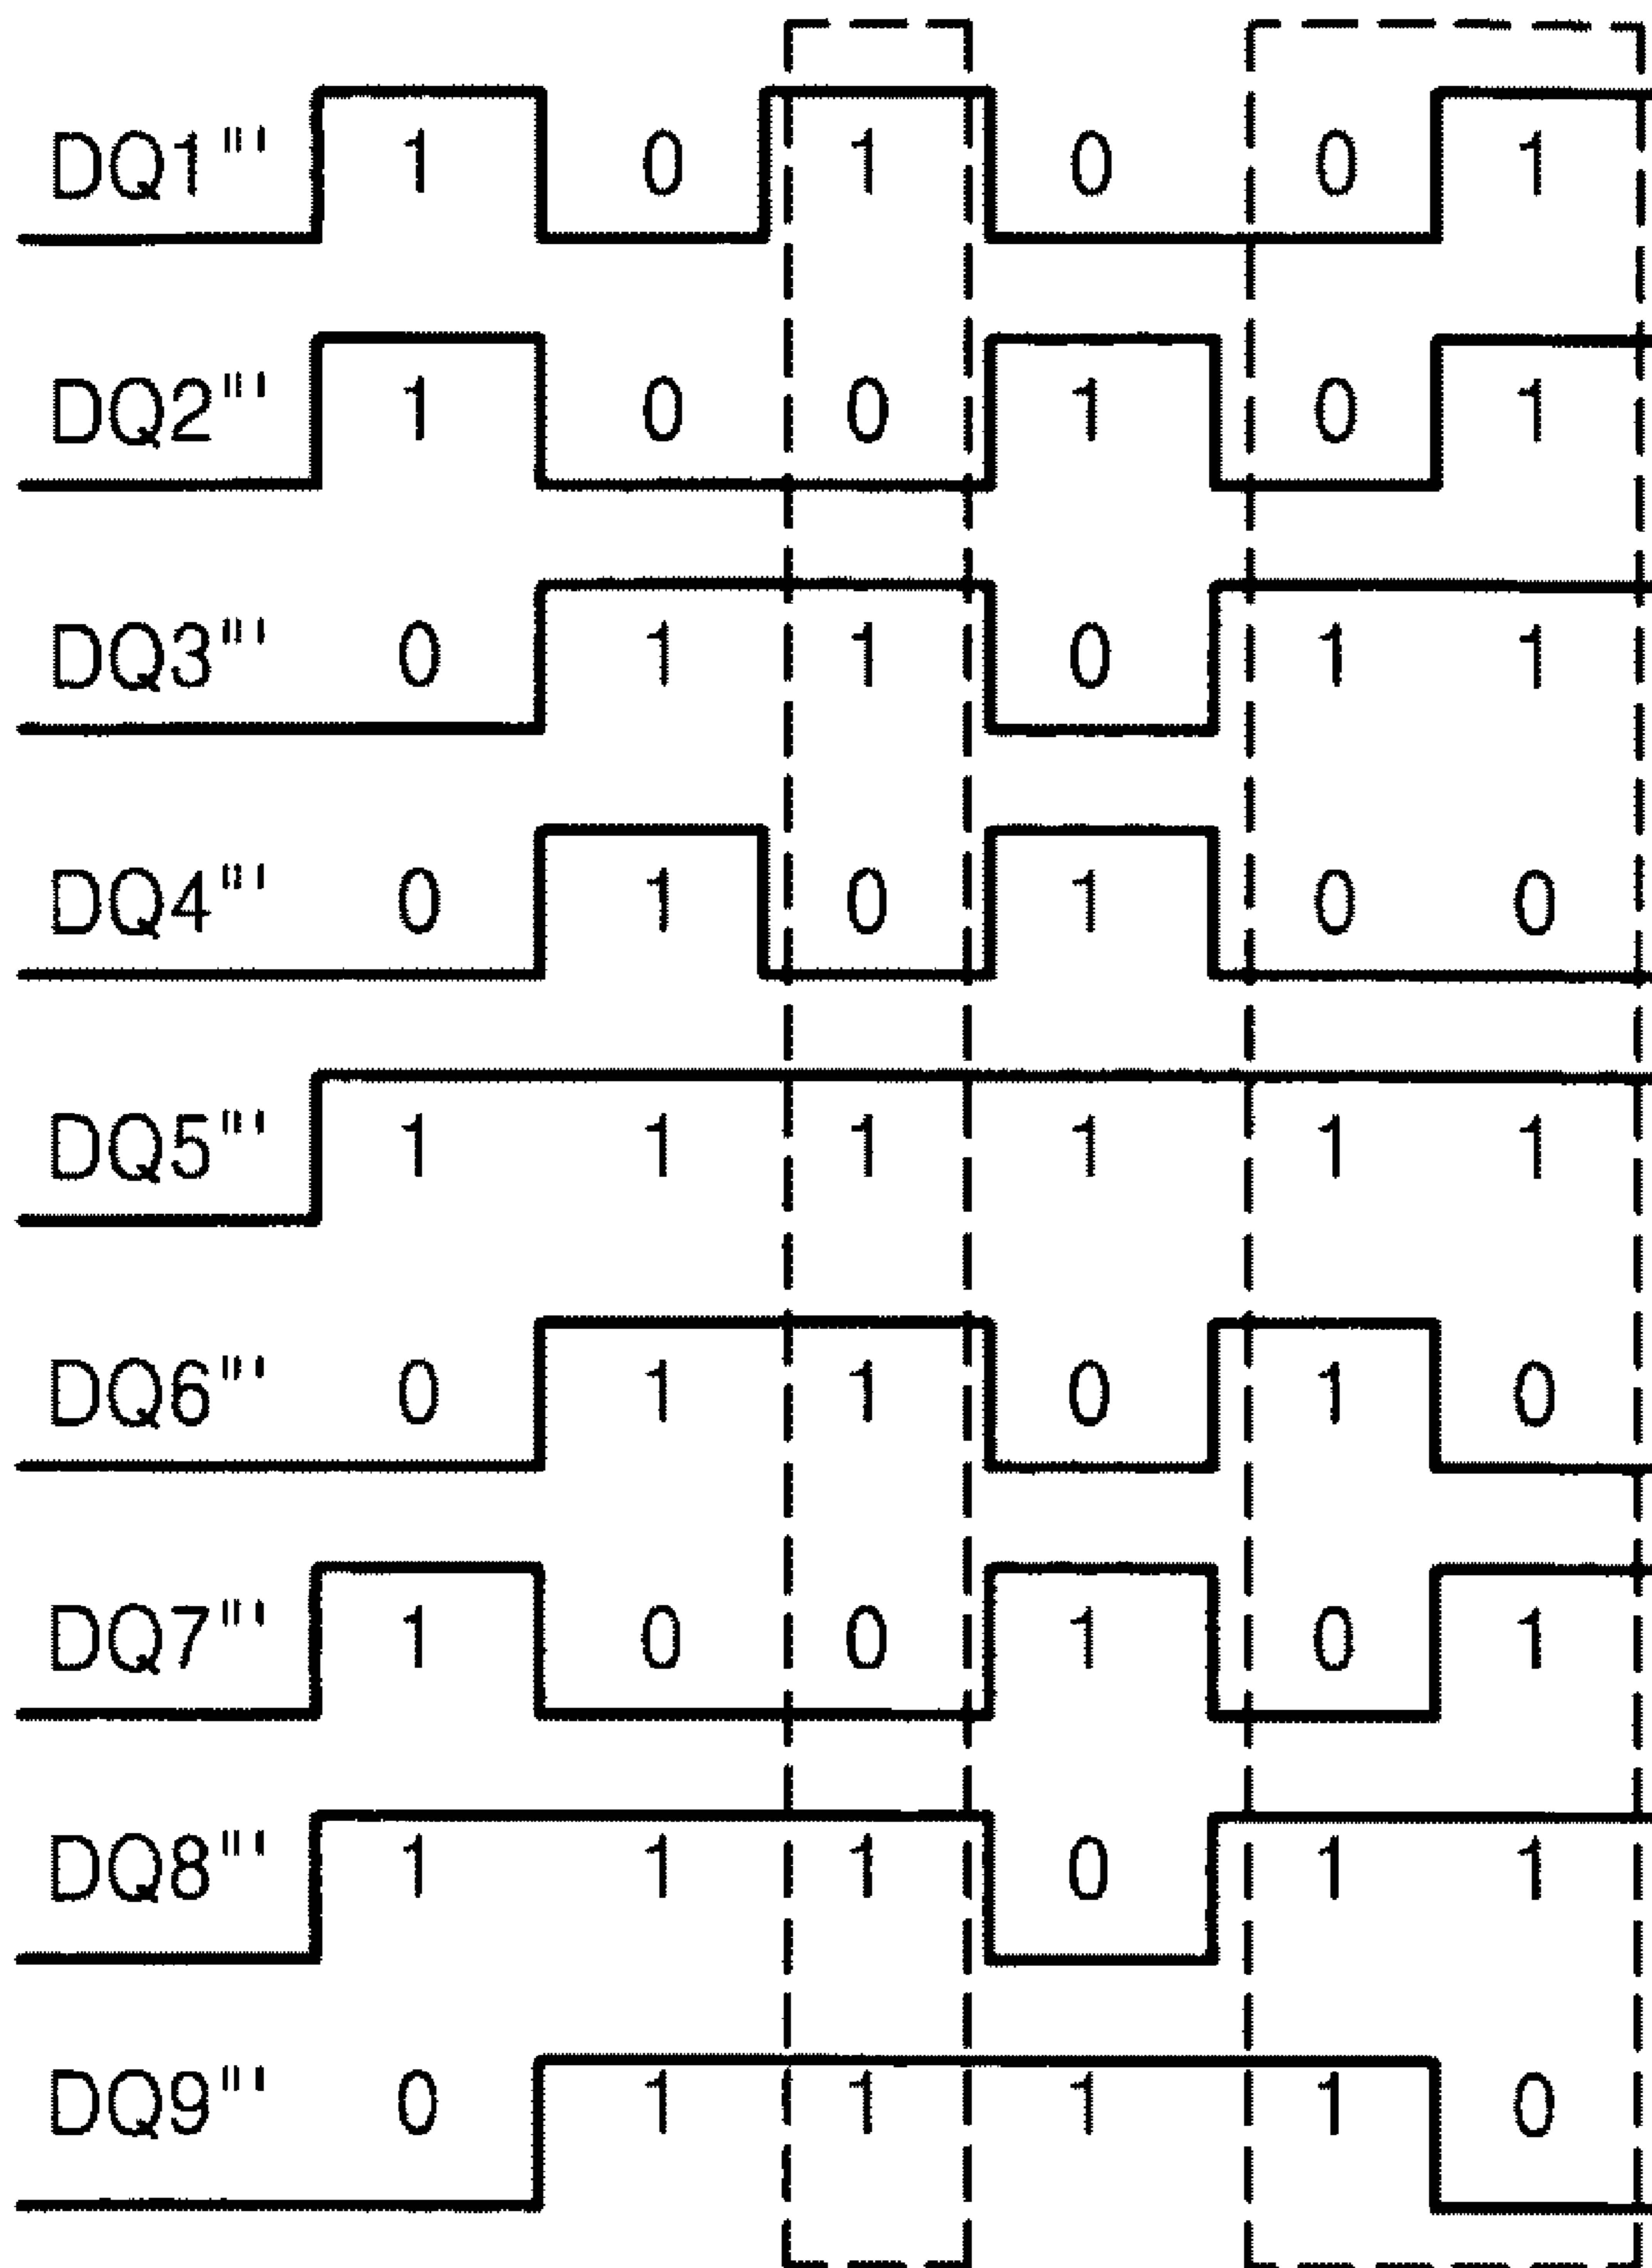 DQ1''' 1 0 1 0 0 1
DQ2''' 1 0 0 1 0 1
DQ3''' 0 1 1 0 1 1
DQ4''' 0 1 0 1 0 0
DQ5''' 1 1 1 1 1 1
DQ6''' 0 1 1 0 1 0
DQ7''' 1 0 0 1 0 1
DQ8''' 1 1 1 0 1 1
DQ9''' 0 1 1 1 1 0